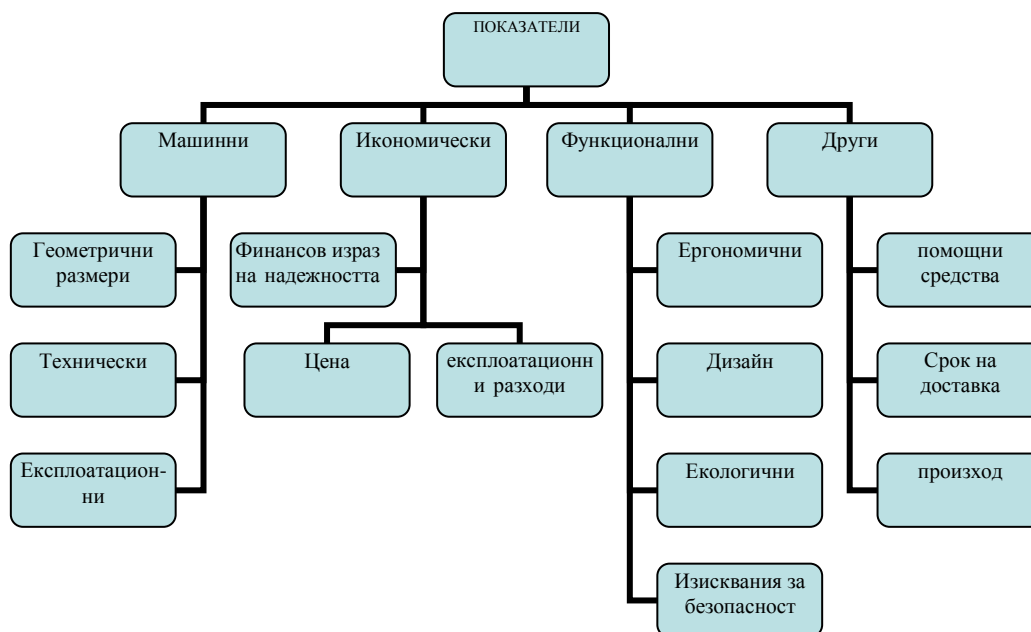 ПОКАЗАТЕЛИ
Машинни
Икономически
Функционални
Други
Геометрични
размери
Финансов израз
на надежността
Ергономични
помощни
средства
Технически
Цена
експлоатационн
и разходи
Дизайн
Срок на
доставка
Експлоатацион-
ни
Екологични
произход
Изисквания за
безопасност